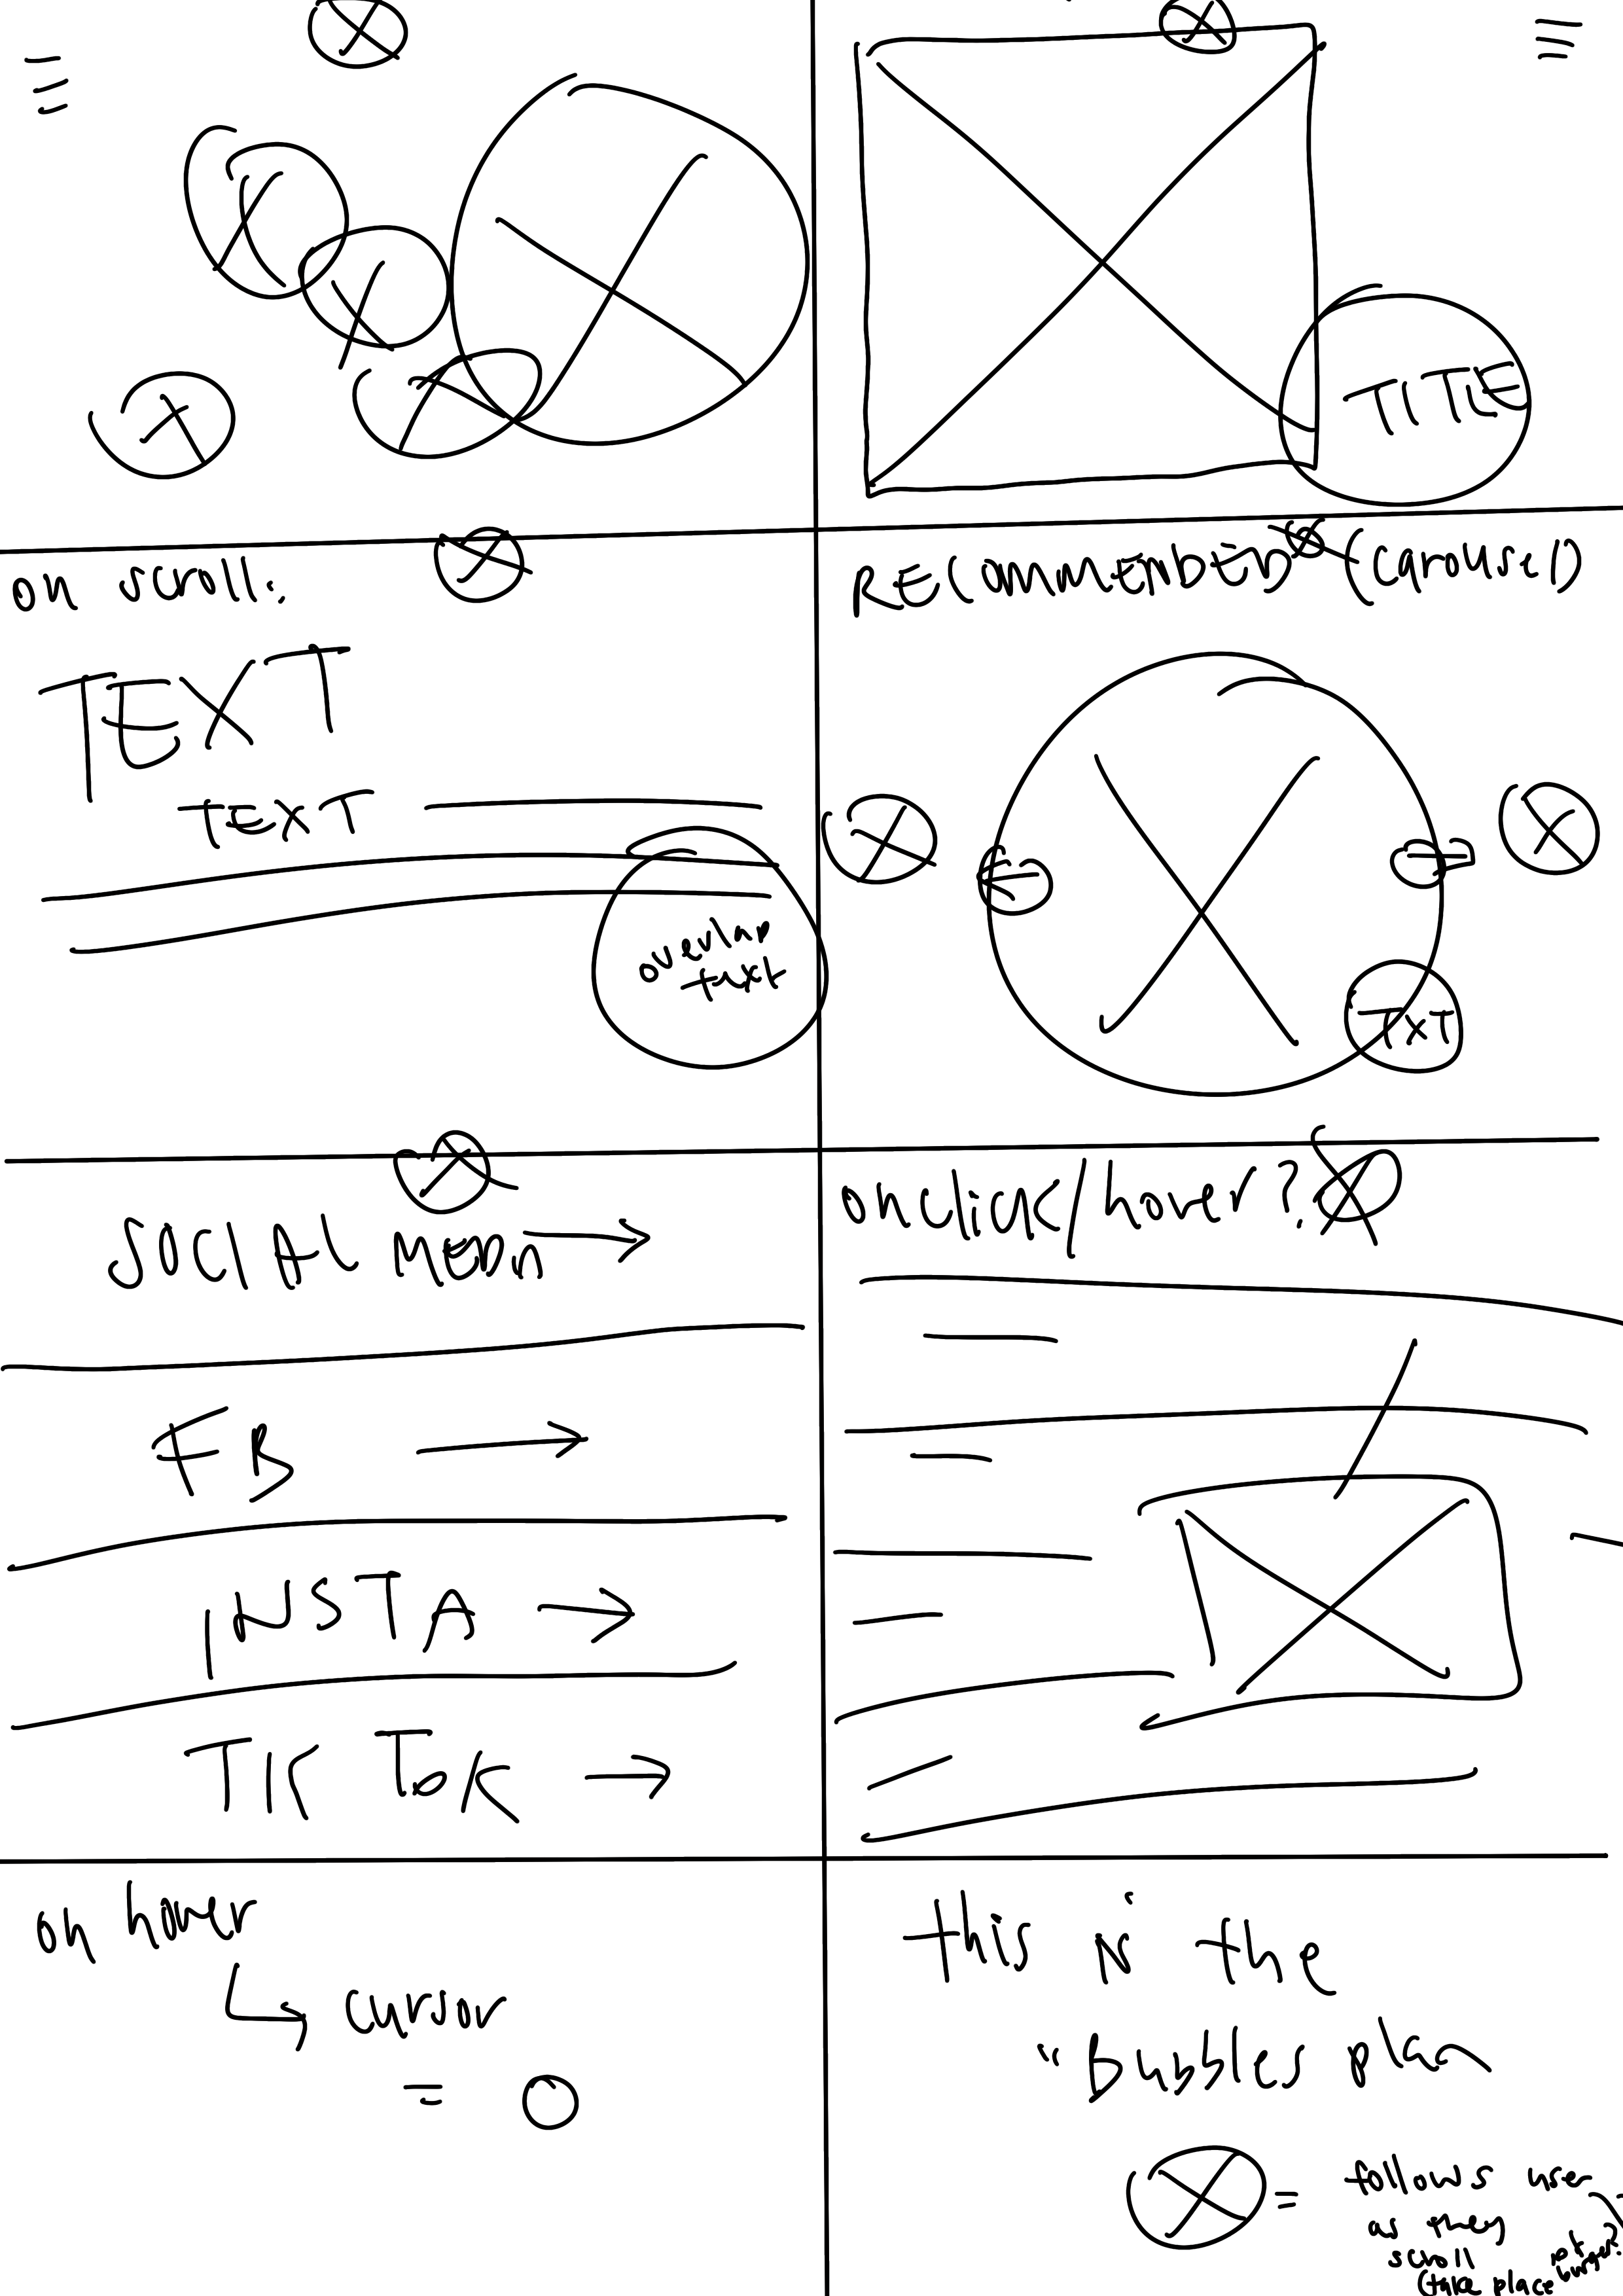 TITLE
on scroll:
TEXT
TEXT
overlap
text
RECOMMENDED (carousel)
TXT
SOCIAL MEDIA
FB
INSTA
TIK TOK
onclick/hover?
on hover
cursor
=
this is the
"Bubbles plan
= follows user
as they
scroll
(take place of
burger?